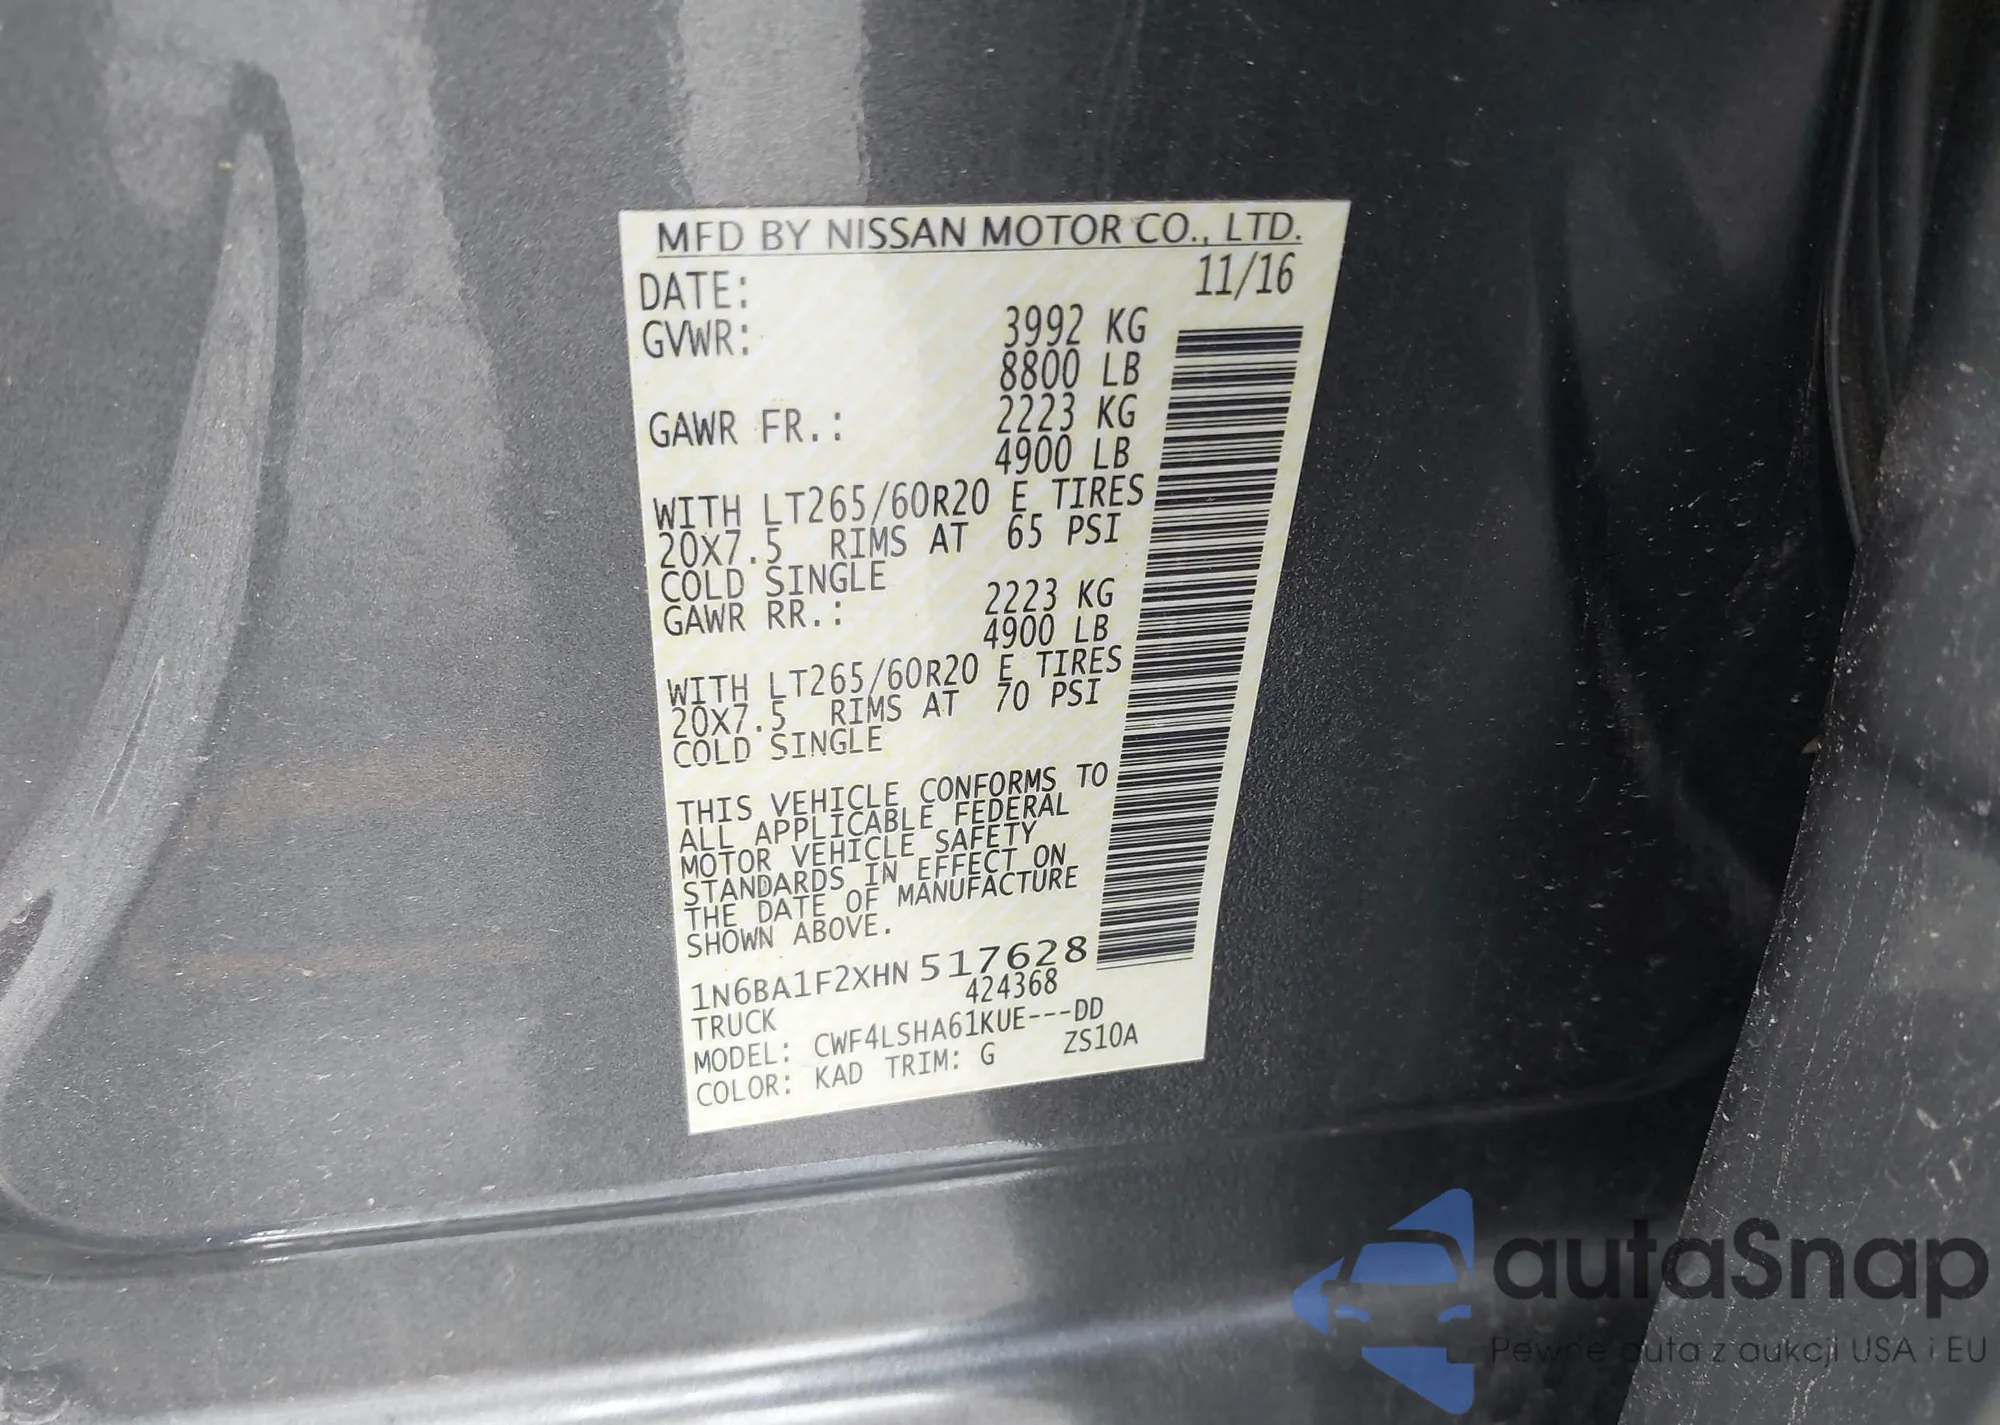 MFD BY NISSAN MOTOR CO., LTD.
DATE: 11/16
GVWR: 3992 KG
8800 LB
GAWR FR.: 2223 KG
4900 LB
WITH LT265/60R20 E TIRES
20X7.5 RIMS AT 65 PSI
COLD SINGLE
GAWR RR.: 2223 KG
4900 LB
WITH LT265/60R20 E TIRES
20X7.5 RIMS AT 70 PSI
COLD SINGLE
THIS VEHICLE CONFORMS TO
ALL APPLICABLE FEDERAL
MOTOR VEHICLE SAFETY
STANDARDS IN EFFECT ON
THE DATE OF MANUFACTURE
SHOWN ABOVE.
1N6BA1F2XHN517628
TRUCK 424368
MODEL: CWF4LSHA61KUE---DD
COLOR: KAD TRIM: G ZS10A
autaSnap
Pewne auta z aukcji USA i EU